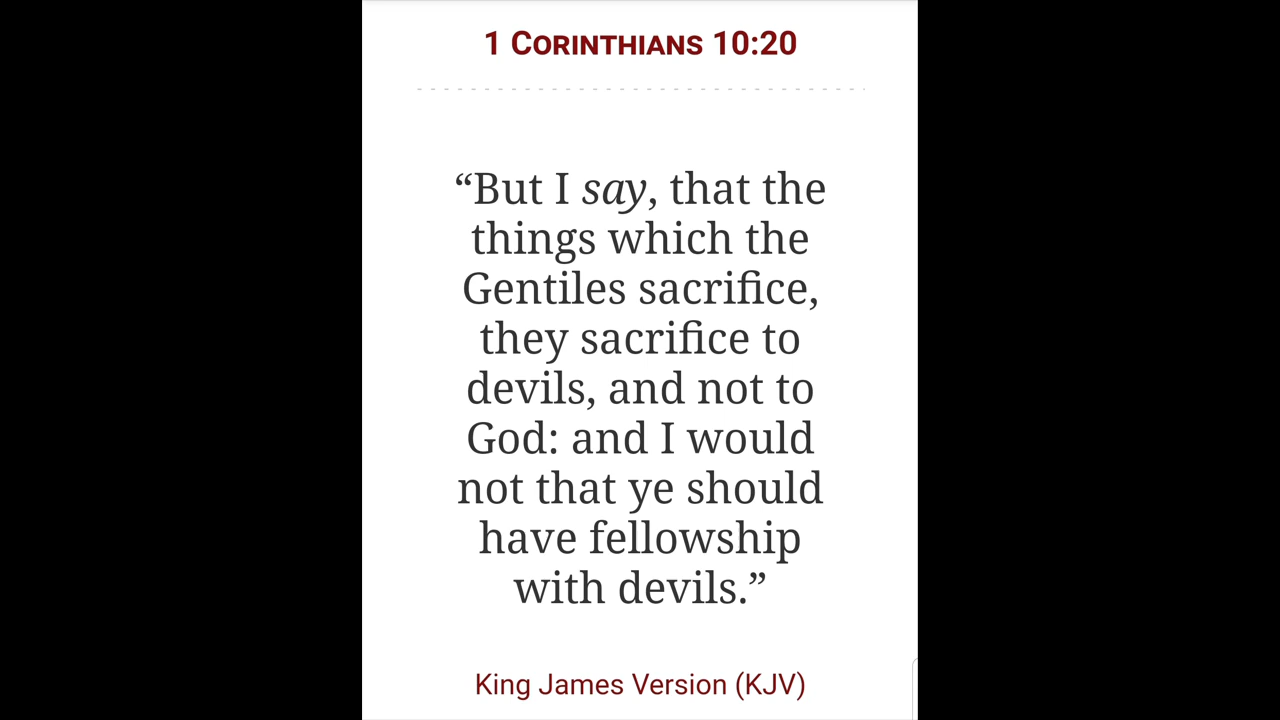 1 Corinthians 10:20
“But I say, that the
things which the
Gentiles sacrifice,
they sacrifice to
devils, and not to
God: and I would
not that ye should
have fellowship
with devils.”
King James Version (KJV)